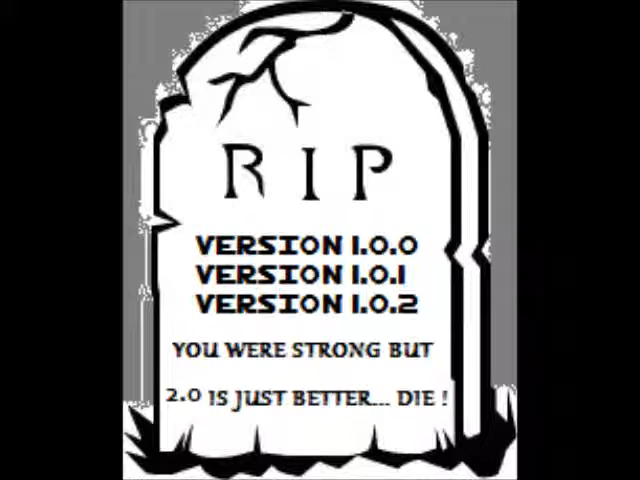 RIP
VERSION 1.0.0
VERSION 1.0.1
VERSION 1.0.2
YOU WERE STRONG BUT
2.0 IS JUST BETTER... DIE !